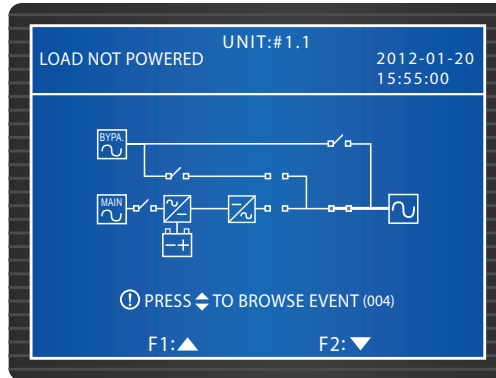 UNIT:#1.1
LOAD NOT POWERED
2012-01-20
15:55:00
BYPA.
MAIN
PRESS TO BROWSE EVENT (004)
F1: F2: